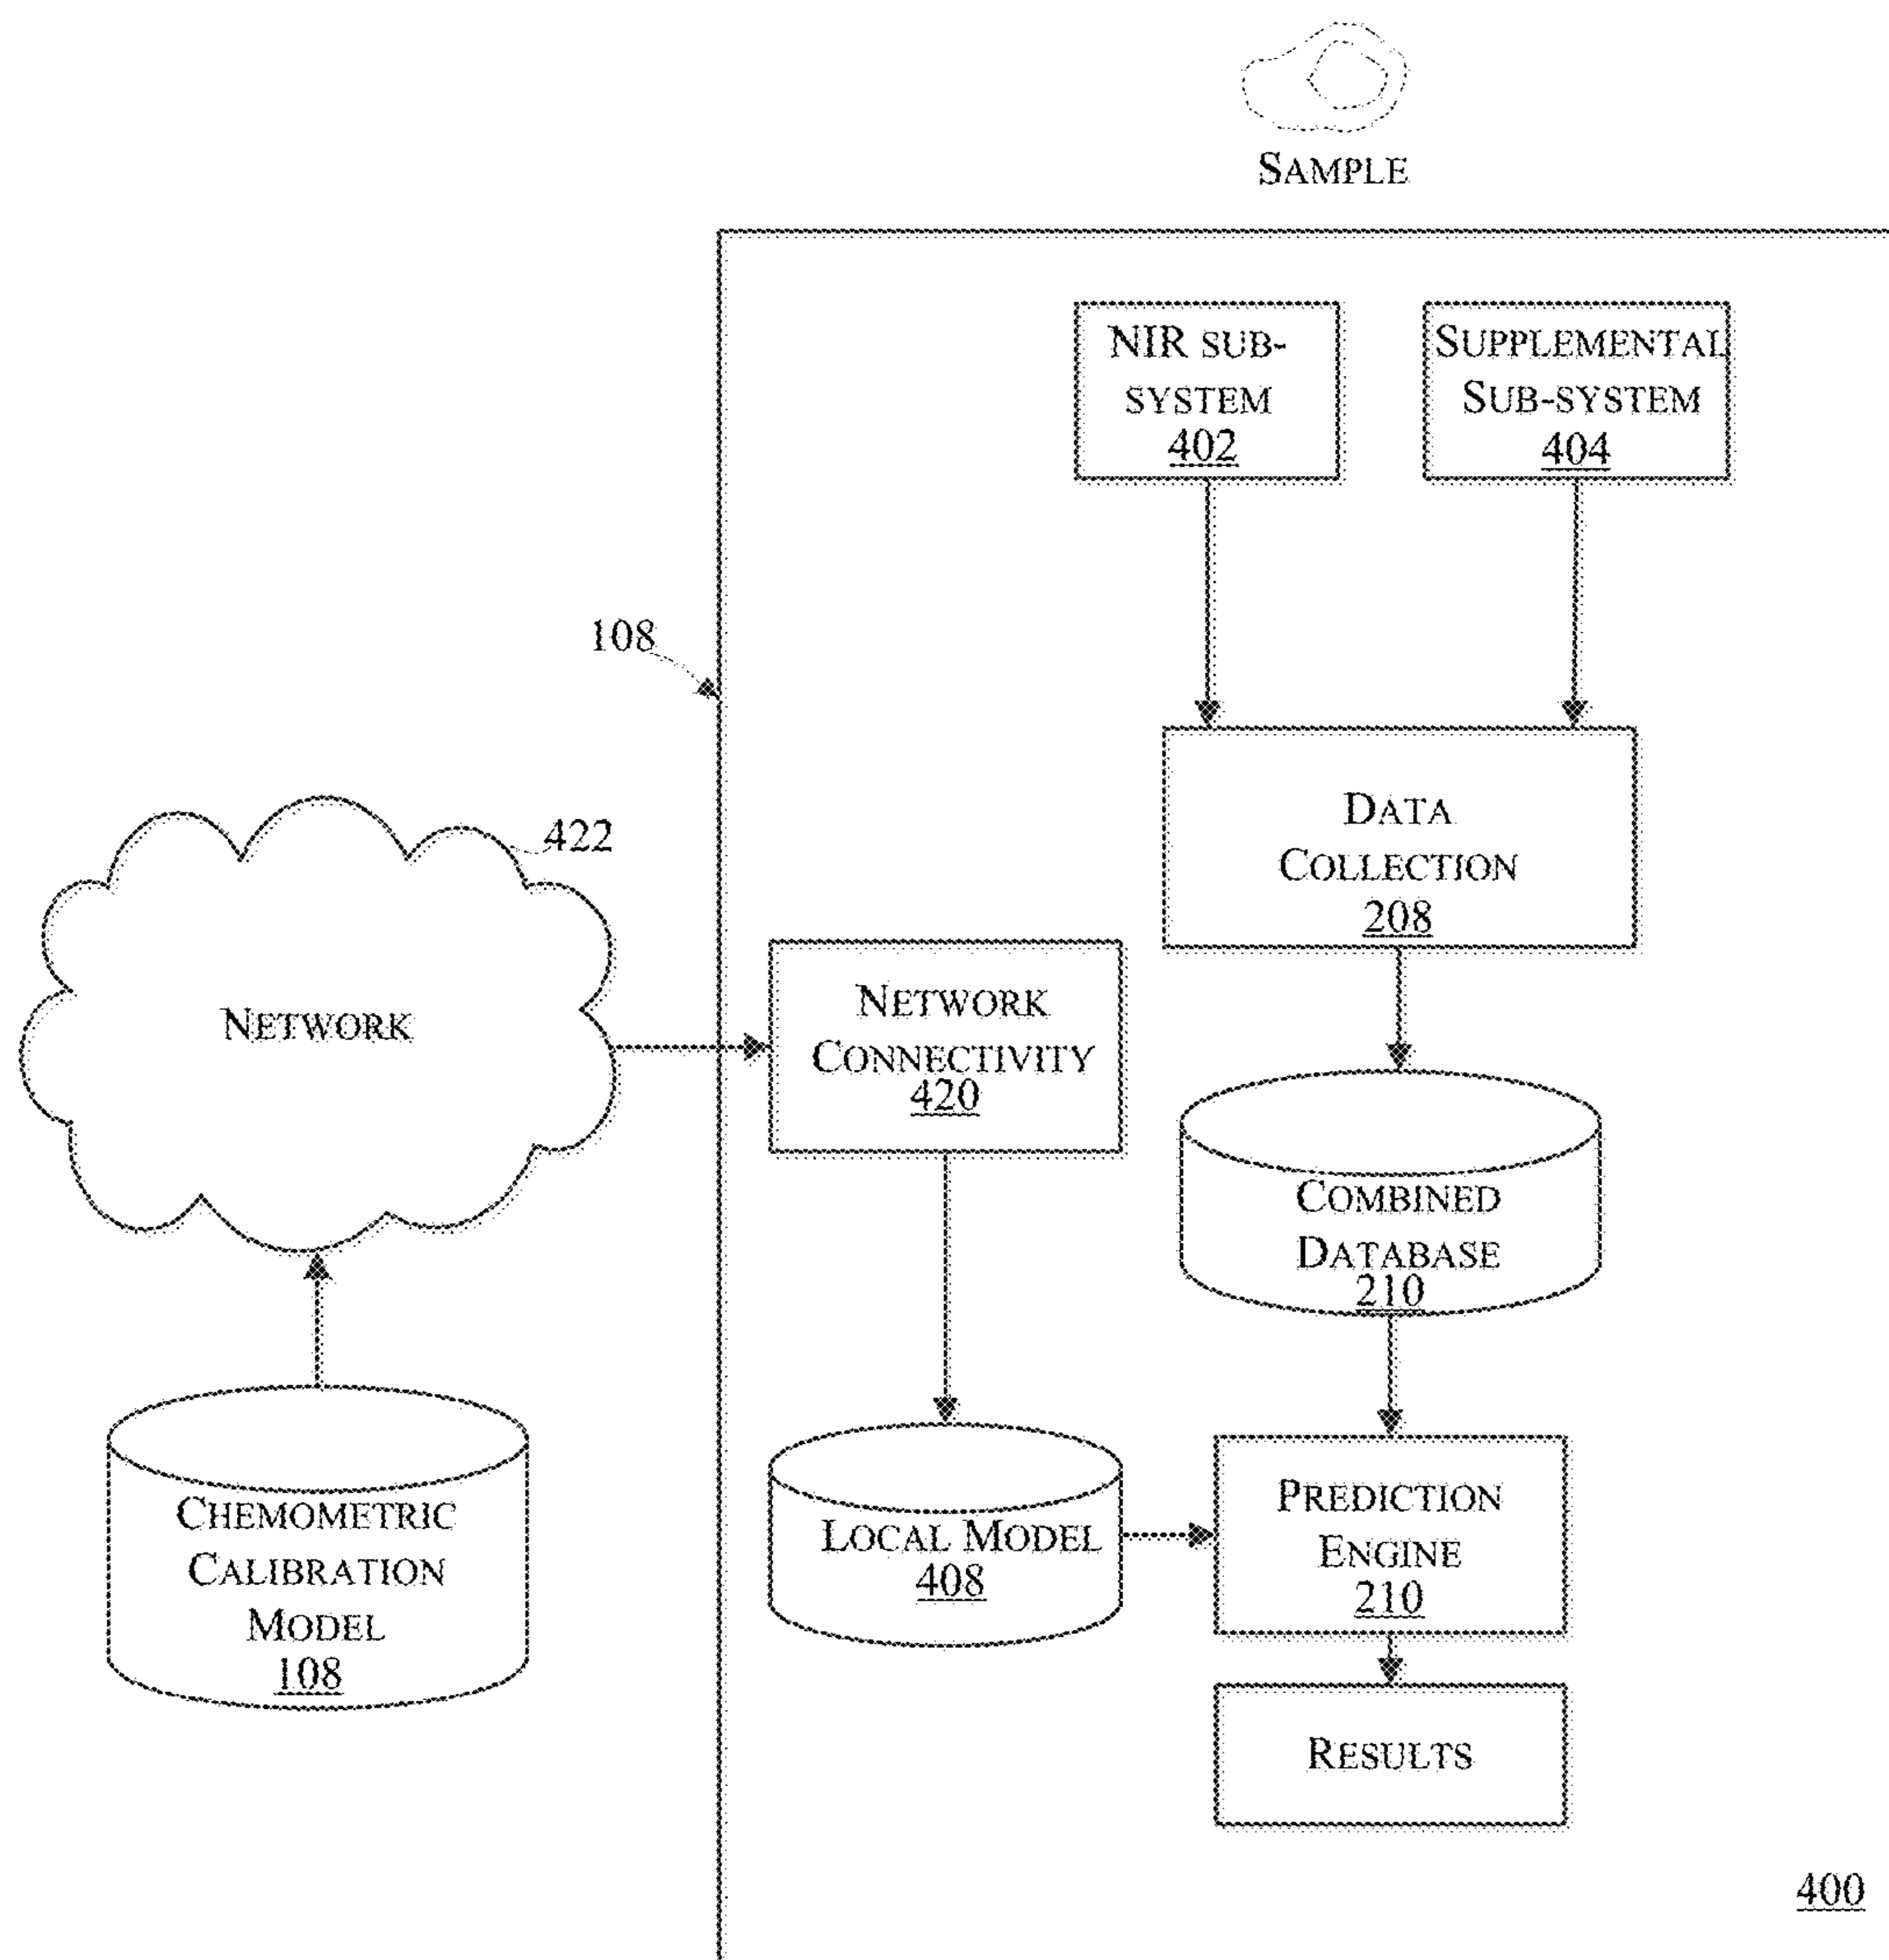 SAMPLE
NIR SUB-
SYSTEM
402
SUPPLEMENTAL
SUB-SYSTEM
404
108
DATA
COLLECTION
208
422
NETWORK
NETWORK
CONNECTIVITY
420
COMBINED
DATABASE
210
CHEMOMETRIC
CALIBRATION
MODEL
108
LOCAL MODEL
408
PREDICTION
ENGINE
210
RESULTS
400